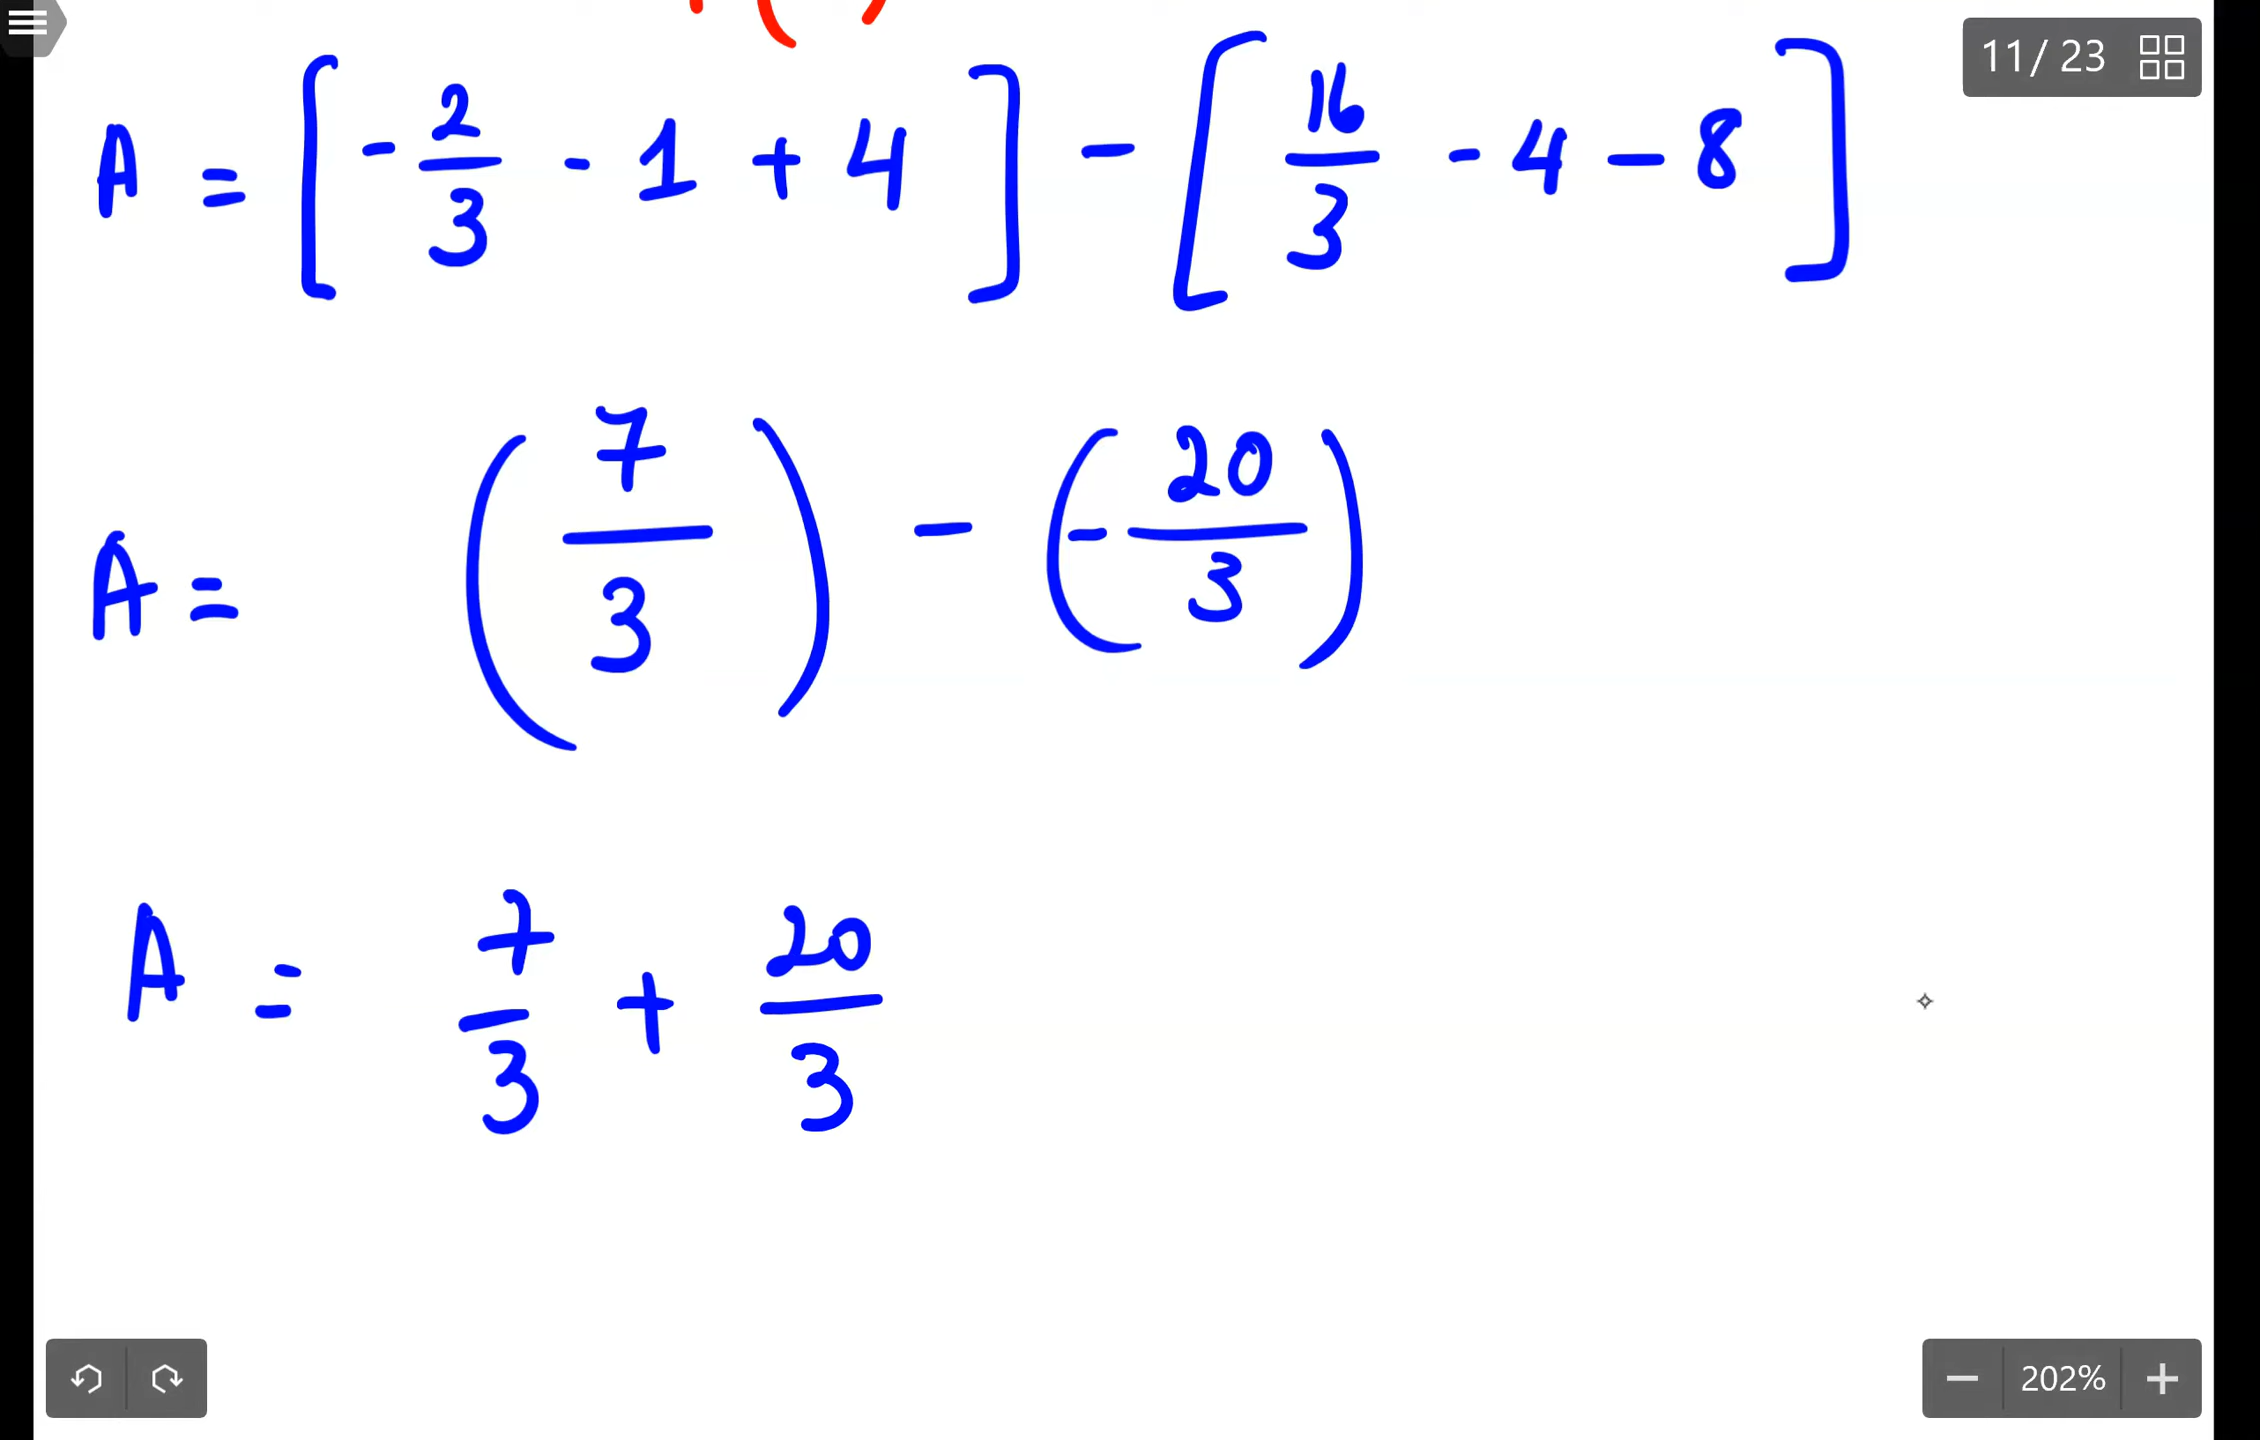 11/ 23
A = [ - 2/3 - 1 + 4 ] - [ 16/3 - 4 - 8 ]
A = ( 7/3 ) - ( - 20/3 )
A = 7/3 + 20/3
202%